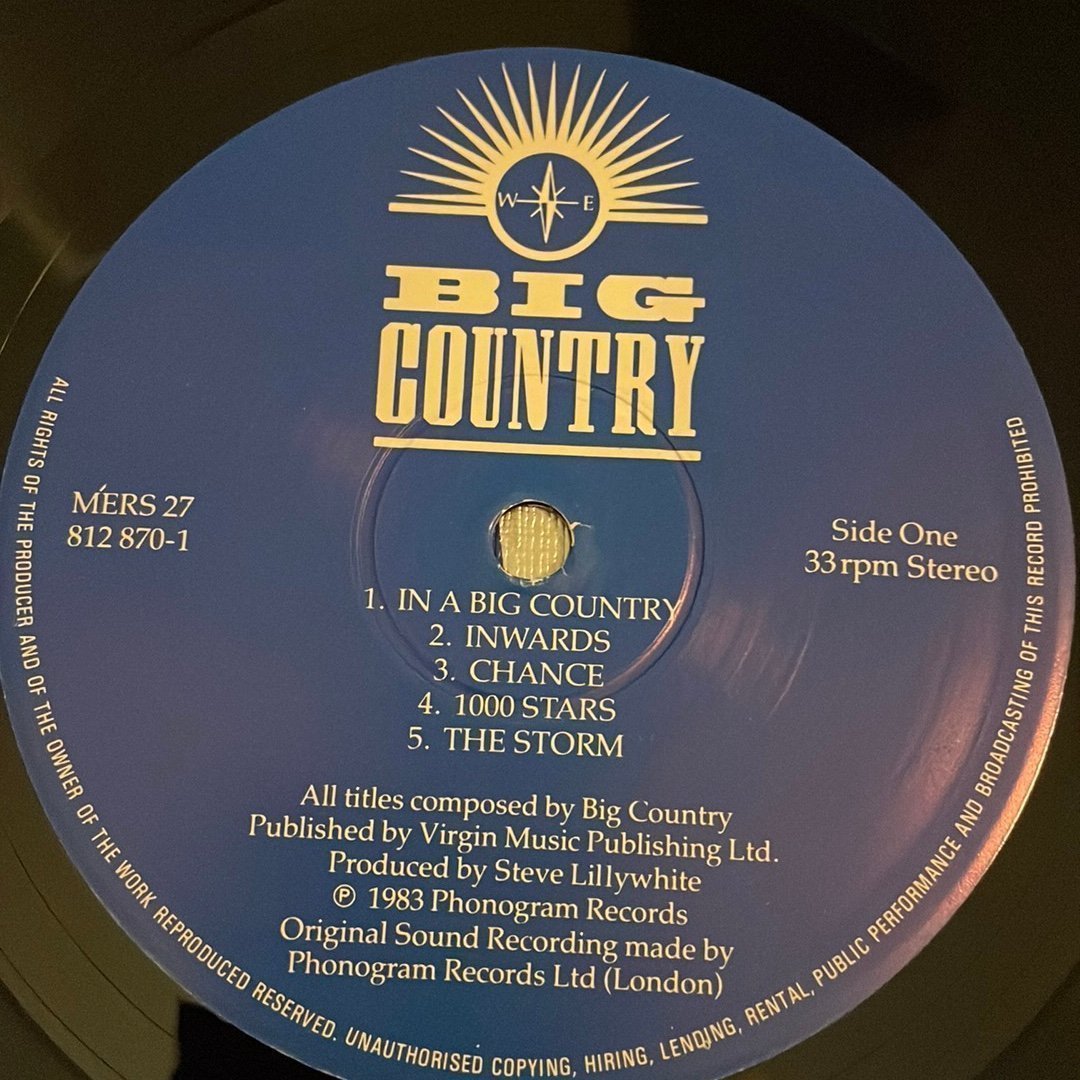 W E
BIG
COUNTRY
MERS 27
812 870-1
Side One
33 rpm Stereo
1. IN A BIG COUNTRY
2. INWARDS
3. CHANCE
4. 1000 STARS
5. THE STORM
All titles composed by Big Country
Published by Virgin Music Publishing Ltd.
Produced by Steve Lillywhite
℗ 1983 Phonogram Records
Original Sound Recording made by
Phonogram Records Ltd (London)
ALL RIGHTS OF THE PRODUCER AND OF THE OWNER OF THE WORK REPRODUCED RESERVED. UNAUTHORISED COPYING, HIRING, LENDING, RENTAL, PUBLIC PERFORMANCE AND BROADCASTING OF THIS RECORD PROHIBITED